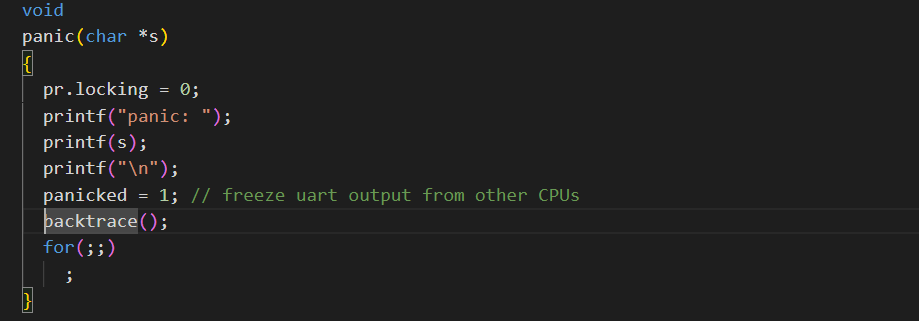 void
panic(char *s)
{
  pr.locking = 0;
  printf("panic: ");
  printf(s);
  printf("\n");
  panicked = 1; // freeze uart output from other CPUs
  backtrace();
  for(;;)
    ;
}